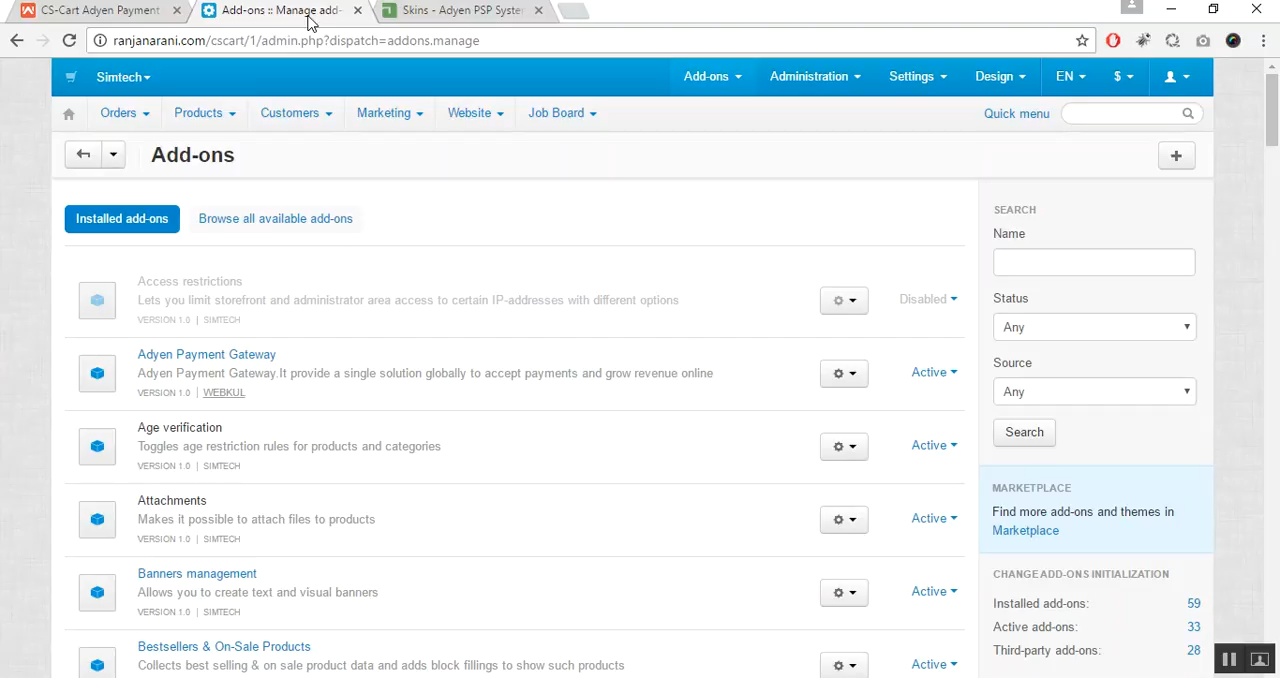 CS-Cart Adyen Payment
Add-ons :: Manage add-
Skins - Adyen PSP Syste
ranjanarani.com/cscart/1/admin.php?dispatch=addons.manage
Simtech
Add-ons
Administration
Settings
Design
EN
$
Orders
Products
Customers
Marketing
Website
Job Board
Quick menu
Add-ons
Installed add-ons
Browse all available add-ons
Access restrictions
Lets you limit storefront and administrator area access to certain IP-addresses with different options
VERSION 1.0 | SIMTECH
Disabled
Adyen Payment Gateway
Adyen Payment Gateway.It provide a single solution globally to accept payments and grow revenue online
VERSION 1.0 | WEBKUL
Active
Age verification
Toggles age restriction rules for products and categories
VERSION 1.0 | SIMTECH
Active
Attachments
Makes it possible to attach files to products
VERSION 1.0 | SIMTECH
Active
Banners management
Allows you to create text and visual banners
VERSION 1.0 | SIMTECH
Active
Bestsellers & On-Sale Products
Collects best selling & on sale product data and adds block fillings to show such products
Active
SEARCH
Name
Status
Any
Source
Any
Search
MARKETPLACE
Find more add-ons and themes in
Marketplace
CHANGE ADD-ONS INITIALIZATION
Installed add-ons: 59
Active add-ons: 33
Third-party add-ons: 28